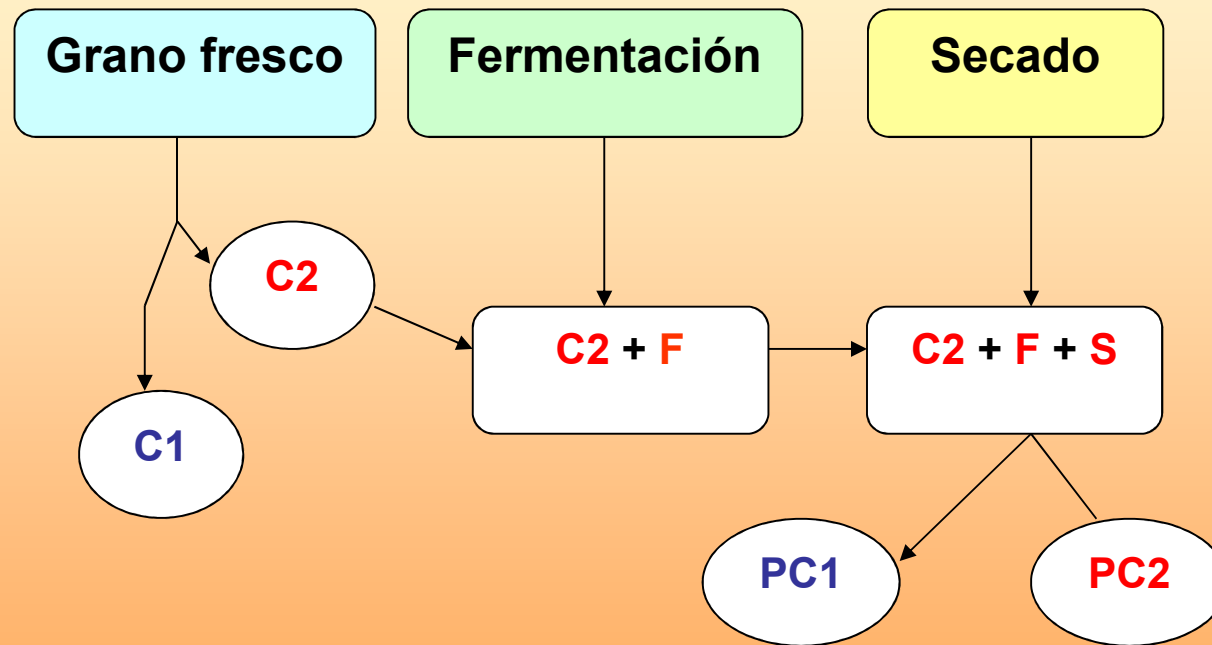 Grano fresco
Fermentación
Secado
C2
C2 + F
C2 + F + S
C1
PC1
PC2